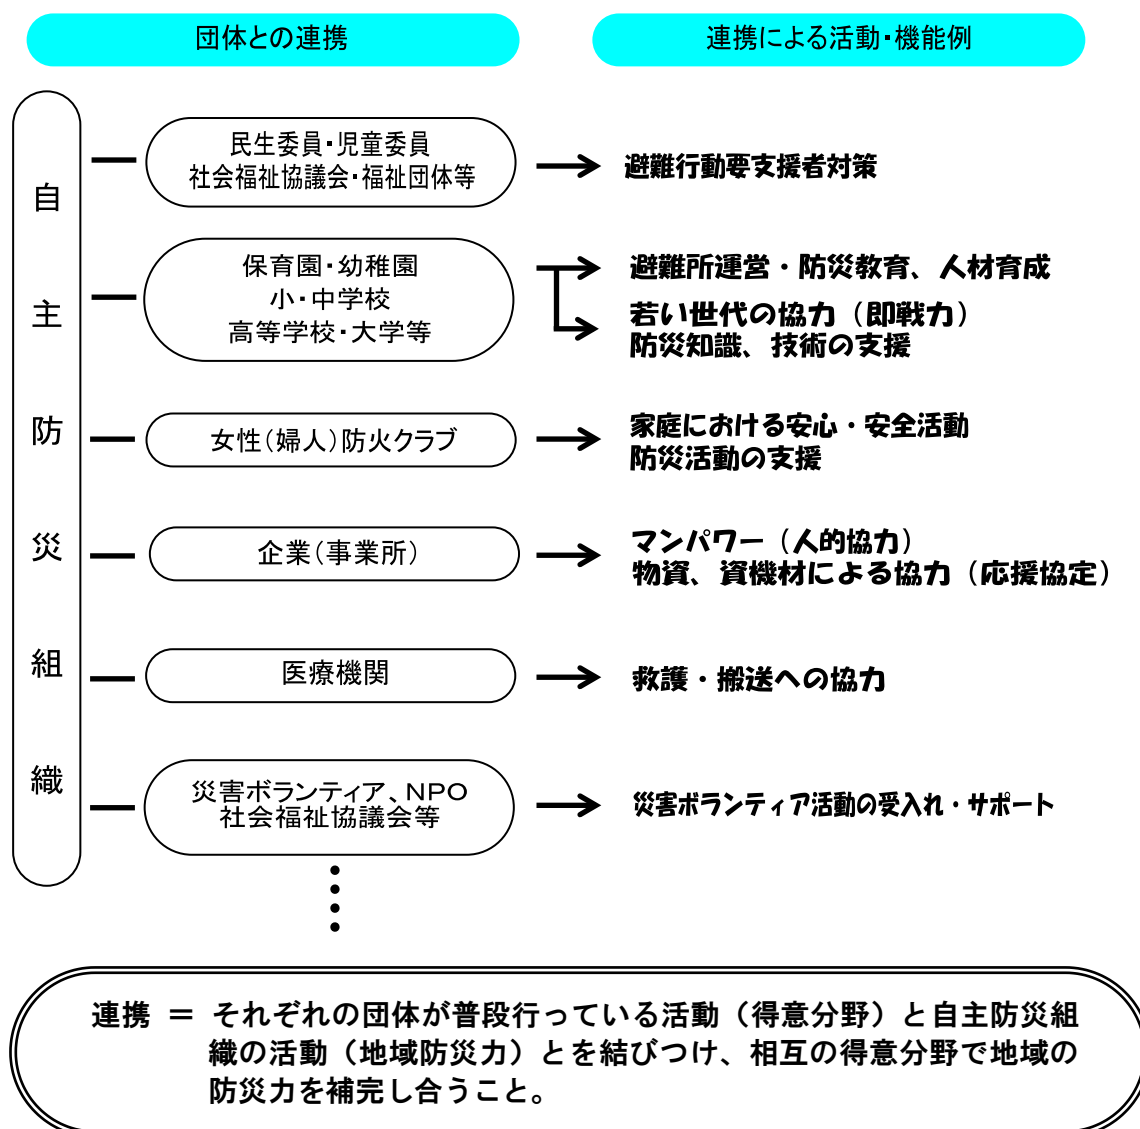 団体との連携
連携による活動・機能例
自主防災組織
民生委員・児童委員
社会福祉協議会・福祉団体等
避難行動要支援者対策
保育園・幼稚園
小・中学校
高等学校・大学等
避難所運営・防災教育、人材育成
若い世代の協力（即戦力）
防災知識、技術の支援
女性（婦人）防火クラブ
家庭における安心・安全活動
防災活動の支援
企業（事業所）
マンパワー（人的協力）
物資、資機材による協力（応援協定）
医療機関
救護・搬送への協力
災害ボランティア、NPO
社会福祉協議会等
災害ボランティア活動の受入れ・サポート
連携 ＝ それぞれの団体が普段行っている活動（得意分野）と自主防災組
織の活動（地域防災力）とを結びつけ、相互の得意分野で地域の
防災力を補完し合うこと。